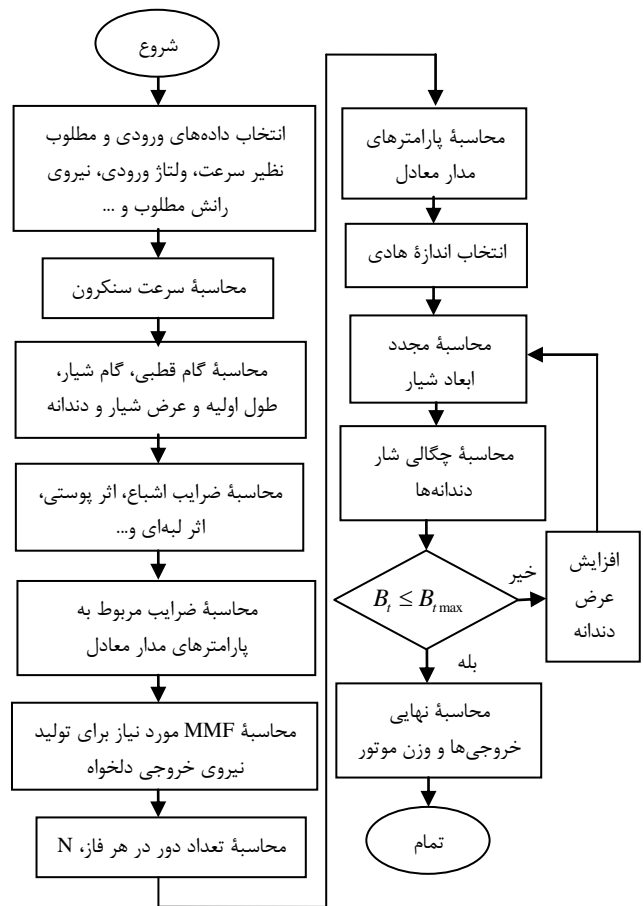 شروع
انتخاب داده‌های ورودی و مطلوب
نظیر سرعت، ولتاژ ورودی، نیروی
رانش مطلوب و ...
محاسبهٔ سرعت سنکرون
محاسبهٔ گام قطبی، گام شیار،
طول اولیه و عرض شیار و دندانه
محاسبهٔ ضرایب اشباع، اثر پوستی،
اثر لبه‌ای و...
محاسبهٔ ضرایب مربوط به
پارامترهای مدار معادل
محاسبهٔ MMF مورد نیاز برای تولید
نیروی خروجی دلخواه
محاسبهٔ تعداد دور در هر فاز، N
محاسبهٔ پارامترهای
مدار معادل
انتخاب اندازهٔ هادی
محاسبهٔ مجدد
ابعاد شیار
محاسبهٔ چگالی شار
دندانه‌ها
B_t ≤ B_{t max}
خیر
افزایش
عرض
دندانه
بله
محاسبهٔ نهایی
خروجی‌ها و وزن موتور
تمام